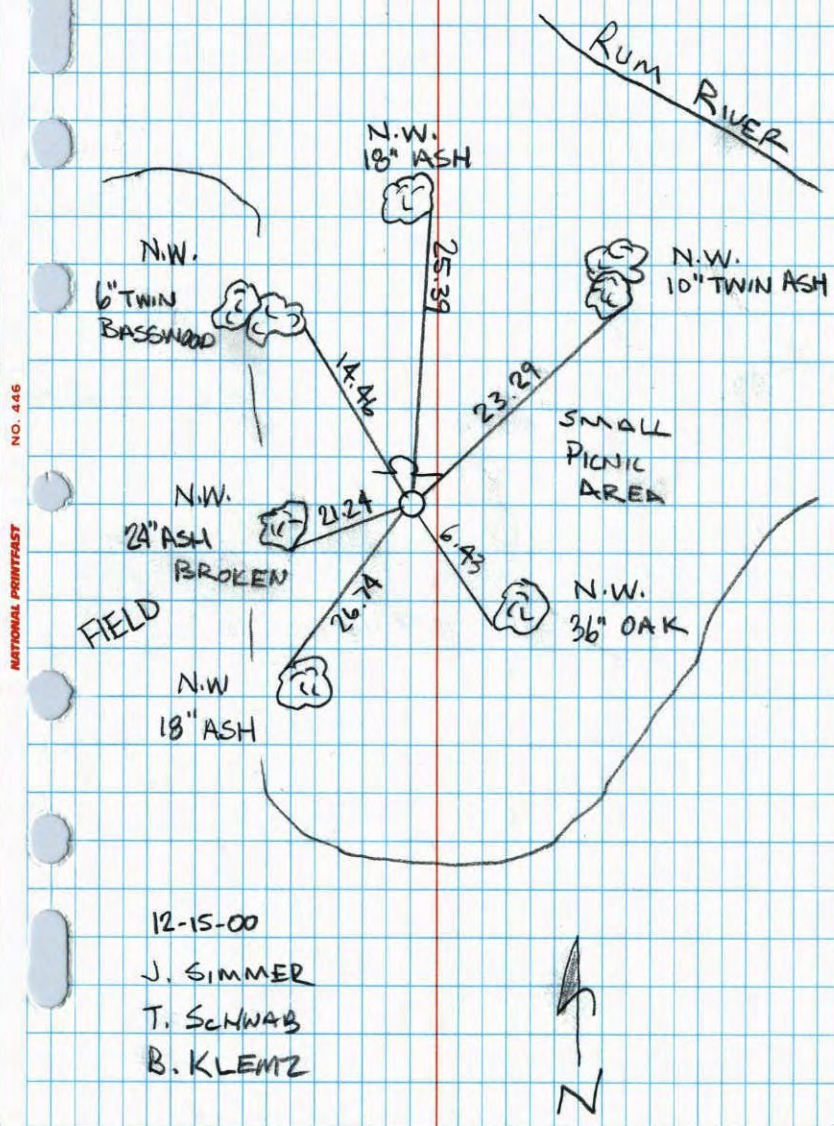 RUM RIVER
N.W.
18" ASH
25.39
N.W.
6" TWIN
BASSWOOD
14.46
N.W.
10" TWIN ASH
23.29
SMALL
PICNIC
AREA
N.W.
24" ASH
BROKEN
21.24
6.43
N.W.
36" OAK
FIELD
26.74
N.W
18" ASH
12-15-00
J. SIMMER
T. SCHWAB
B. KLEMZ
N
NO. 446
NATIONAL PRINTFAST